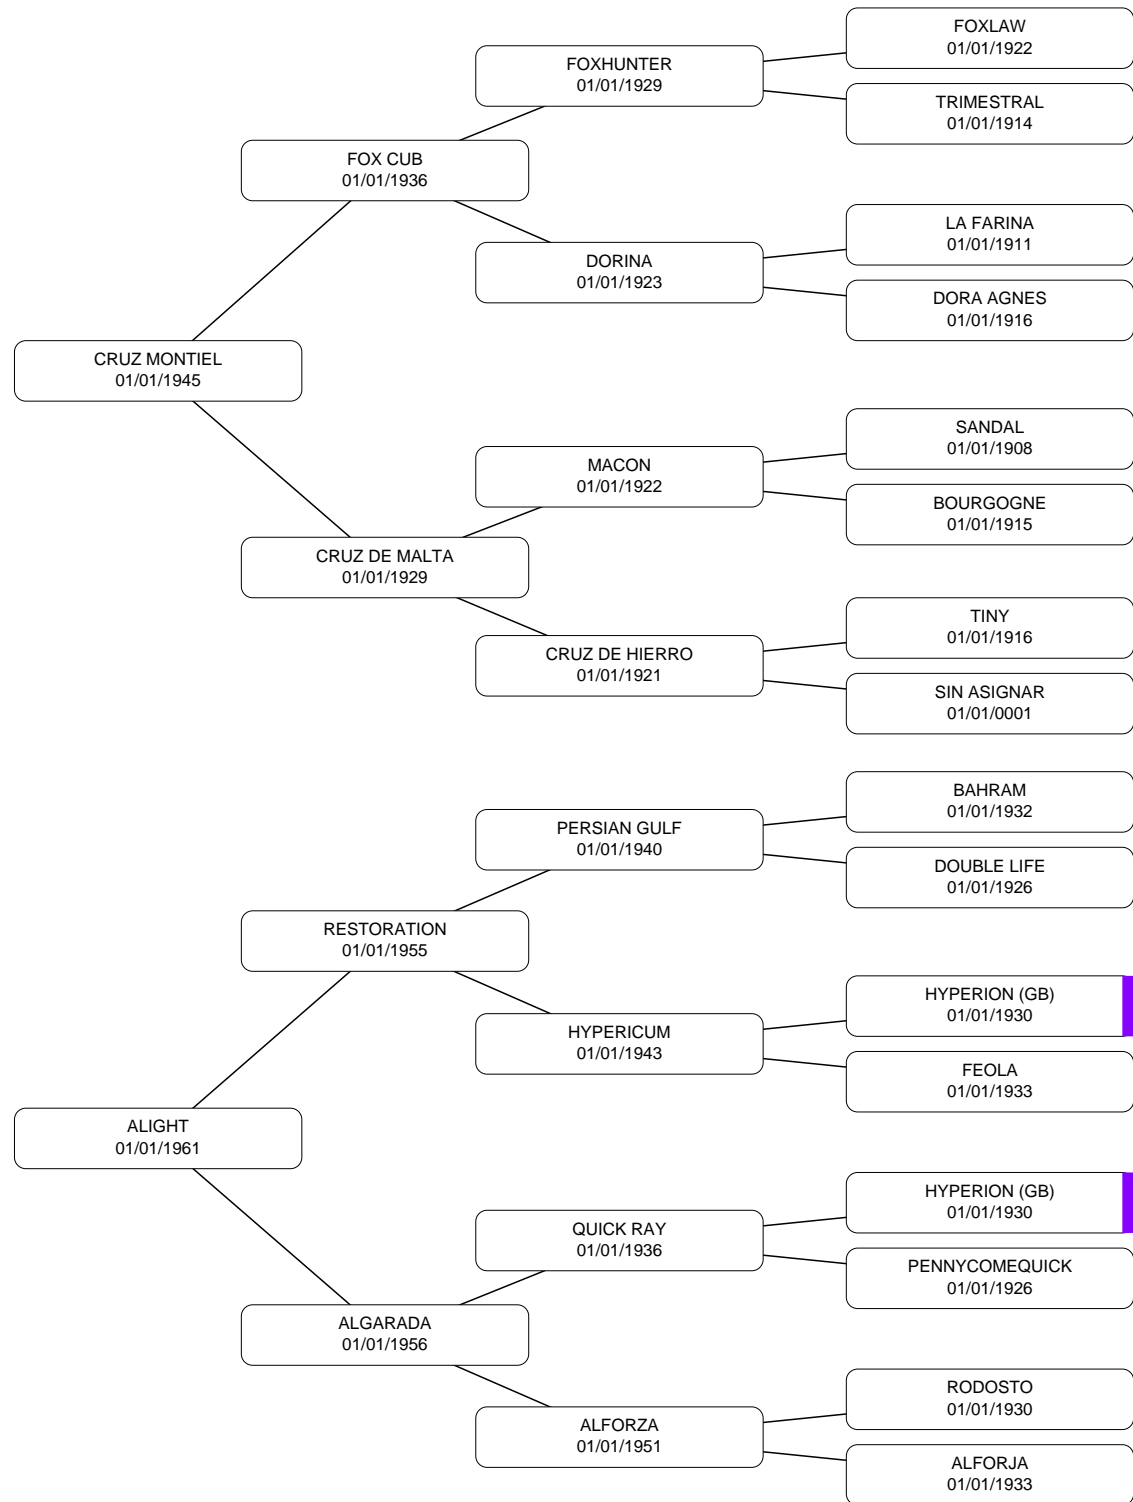 FOXLAW
01/01/1922
FOXHUNTER
01/01/1929
TRIMESTRAL
01/01/1914
FOX CUB
01/01/1936
LA FARINA
01/01/1911
DORINA
01/01/1923
DORA AGNES
01/01/1916
CRUZ MONTIEL
01/01/1945
SANDAL
01/01/1908
MACON
01/01/1922
BOURGOGNE
01/01/1915
CRUZ DE MALTA
01/01/1929
TINY
01/01/1916
CRUZ DE HIERRO
01/01/1921
SIN ASIGNAR
01/01/0001
BAHRAM
01/01/1932
PERSIAN GULF
01/01/1940
DOUBLE LIFE
01/01/1926
RESTORATION
01/01/1955
HYPERION (GB)
01/01/1930
HYPERICUM
01/01/1943
FEOLA
01/01/1933
ALIGHT
01/01/1961
HYPERION (GB)
01/01/1930
QUICK RAY
01/01/1936
PENNYCOMEQUICK
01/01/1926
ALGARADA
01/01/1956
RODOSTO
01/01/1930
ALFORZA
01/01/1951
ALFORJA
01/01/1933